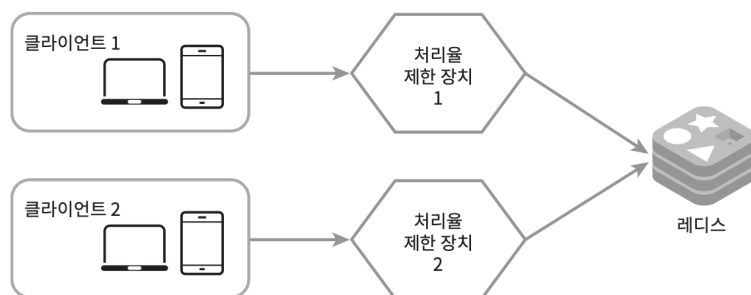 클라이언트 1
처리율
제한 장치
1
레디스
클라이언트 2
처리율
제한 장치
2